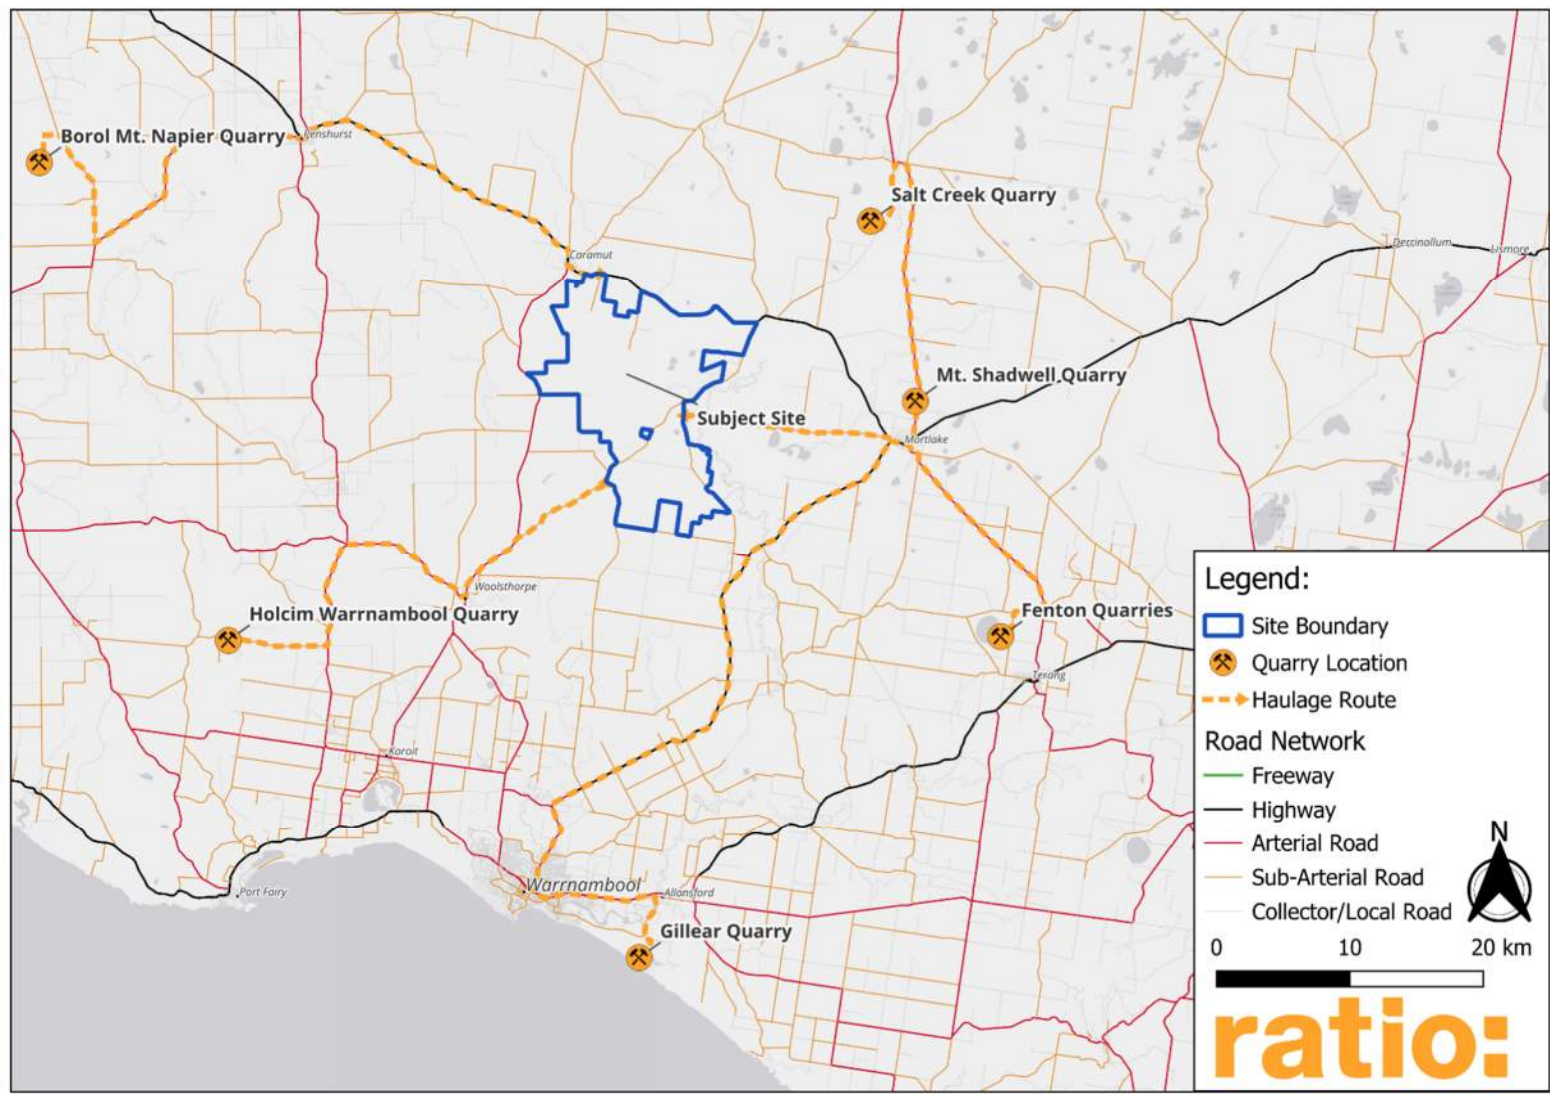 Borol Mt. Napier Quarry
Penshurst
Salt Creek Quarry
Caramut
Derrinallum
Lismore
Mt. Shadwell Quarry
Subject Site
Mortlake
Woolsthorpe
Holcim Warrnambool Quarry
Fenton Quarries
Terang
Koroit
Port Fairy
Warrnambool
Allansford
Gillear Quarry
Legend:
Site Boundary
Quarry Location
Haulage Route
Road Network
Freeway
Highway
Arterial Road
Sub-Arterial Road
Collector/Local Road
N
0 10 20 km
ratio: